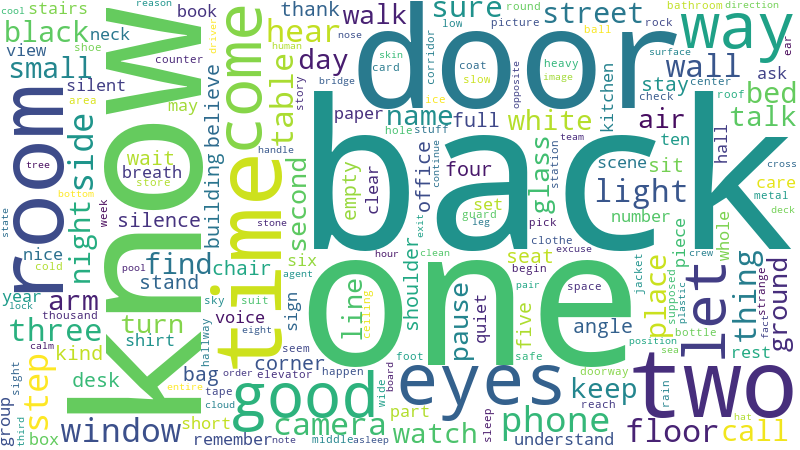 back
one
know
door
two
time
room
come
eyes
good
way
let
light
window
phone
black
small
stairs
neck
view
silent
book
walk
thank
hear
day
table
name
paper
full
street
sure
wall
stay
bed
talk
air
ten
white
glass
office
four
clear
empty
breath
wait
may
believe
building
night
side
silence
nice
find
stand
chair
second
six
line
shoulder
pause
quiet
seat
set
scene
sit
number
care
ask
hall
kitchen
station
whole
piece
place
thing
ground
strange
angle
five
arm
three
turn
kind
shirt
voice
sign
corner
bag
desk
step
box
group
year
short
remember
camera
watch
part
understand
keep
floor
call
rest
cool
reason
shoe
area
counter
driver
human
story
nose
bridge
skin
card
low
picture
round
rock
coat
slow
corridor
opposite
heavy
image
ball
surface
check
center
roof
bathroom
direction
ear
cross
metal
deck
tree
store
handle
bottom
week
state
cold
lock
thousand
pool
sky
suit
hour
agent
stone
hallway
eight
elevator
seem
happen
order
tape
cloud
calm
sight
third
entire
note
middle
asleep
ceiling
wide
board
foot
reach
sleep
safe
doorway
pair
begin
space
excuse
clothe
pick
leg
exit
guard
continue
stuff
hole
ice
team
jacket
crew
plastic
supposed
bottle
position
sea
fact
rain
hat